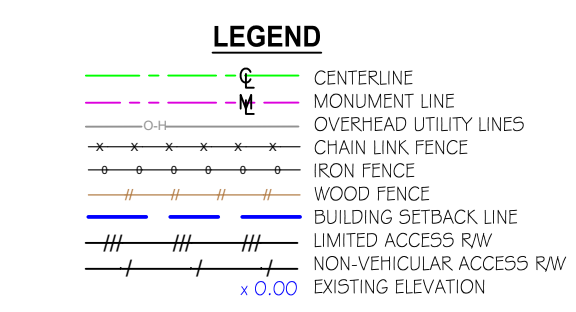 LEGEND
CL CENTERLINE
ML MONUMENT LINE
O-H OVERHEAD UTILITY LINES
x x x x x x CHAIN LINK FENCE
o o o o o o IRON FENCE
// // // // WOOD FENCE
BUILDING SETBACK LINE
/// /// /// LIMITED ACCESS R/W
/ / / NON-VEHICULAR ACCESS R/W
x 0.00 EXISTING ELEVATION